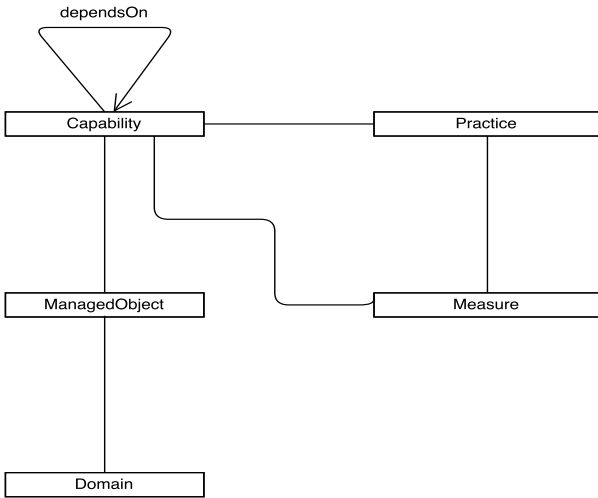 dependsOn
Capability
Practice
ManagedObject
Measure
Domain